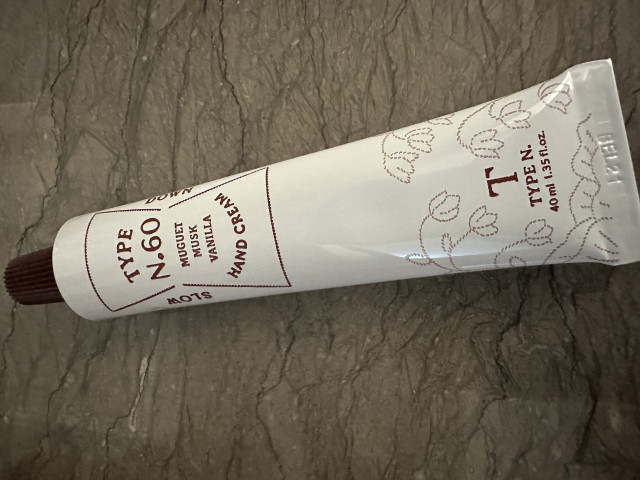 TYPE
N.60
MUGUET
MUSK
VANILLA
HAND CREAM
SLOW
DOWN
T
TYPE N.
40 ml 1.35 fl.oz.